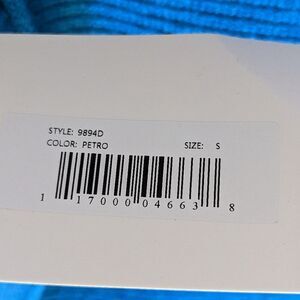 STYLE: 9894D
COLOR: PETRO SIZE: S
1 17000 04663 8